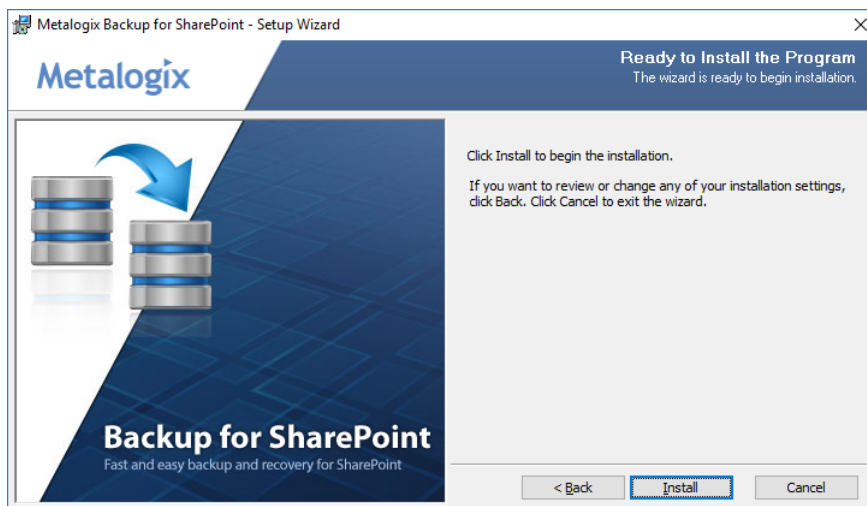 Metalogix Backup for SharePoint - Setup Wizard
Metalogix
Ready to Install the Program
The wizard is ready to begin installation.
Click Install to begin the installation.
If you want to review or change any of your installation settings,
click Back. Click Cancel to exit the wizard.
Backup for SharePoint
Fast and easy backup and recovery for SharePoint
< Back
Install
Cancel